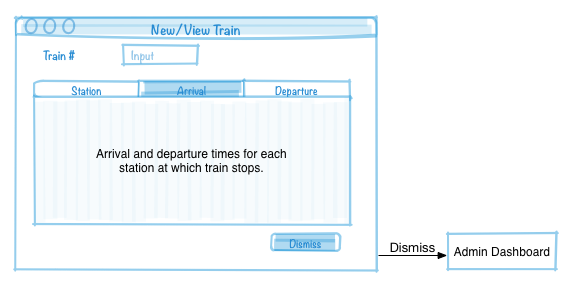 New/View Train
Train #
Input
Station
Arrival
Departure
Arrival and departure times for each
station at which train stops.
Dismiss
Dismiss
Admin Dashboard